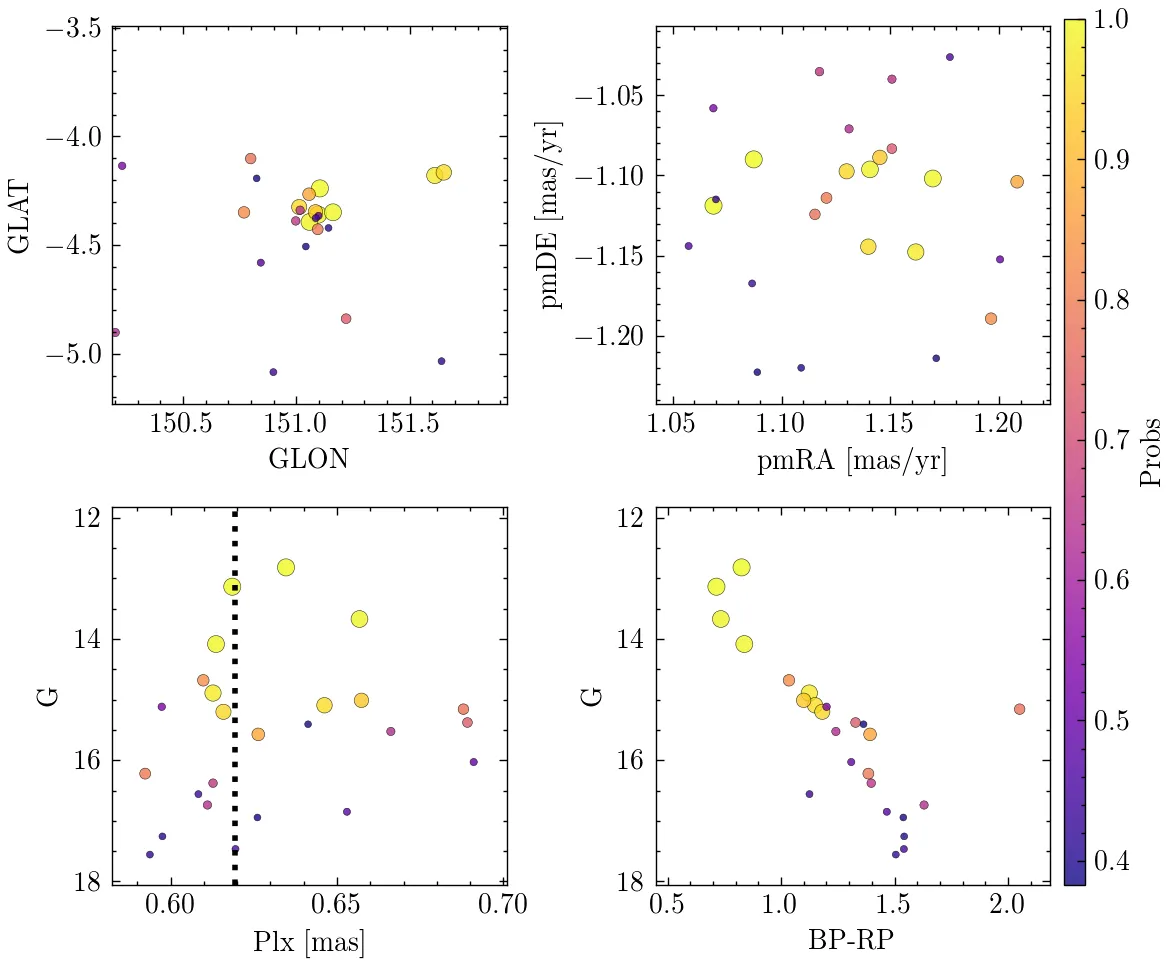 −3.5
−4.0
−4.5
−5.0
GLAT
150.5 151.0 151.5
GLON
−1.05
−1.10
−1.15
−1.20
pmDE [mas/yr]
1.05 1.10 1.15 1.20
pmRA [mas/yr]
12
14
16
18
G
0.60 0.65 0.70
Plx [mas]
12
14
16
18
G
0.5 1.0 1.5 2.0
BP-RP
1.0
0.9
0.8
0.7
0.6
0.5
0.4
Probs